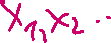 x₁, x₂ ..